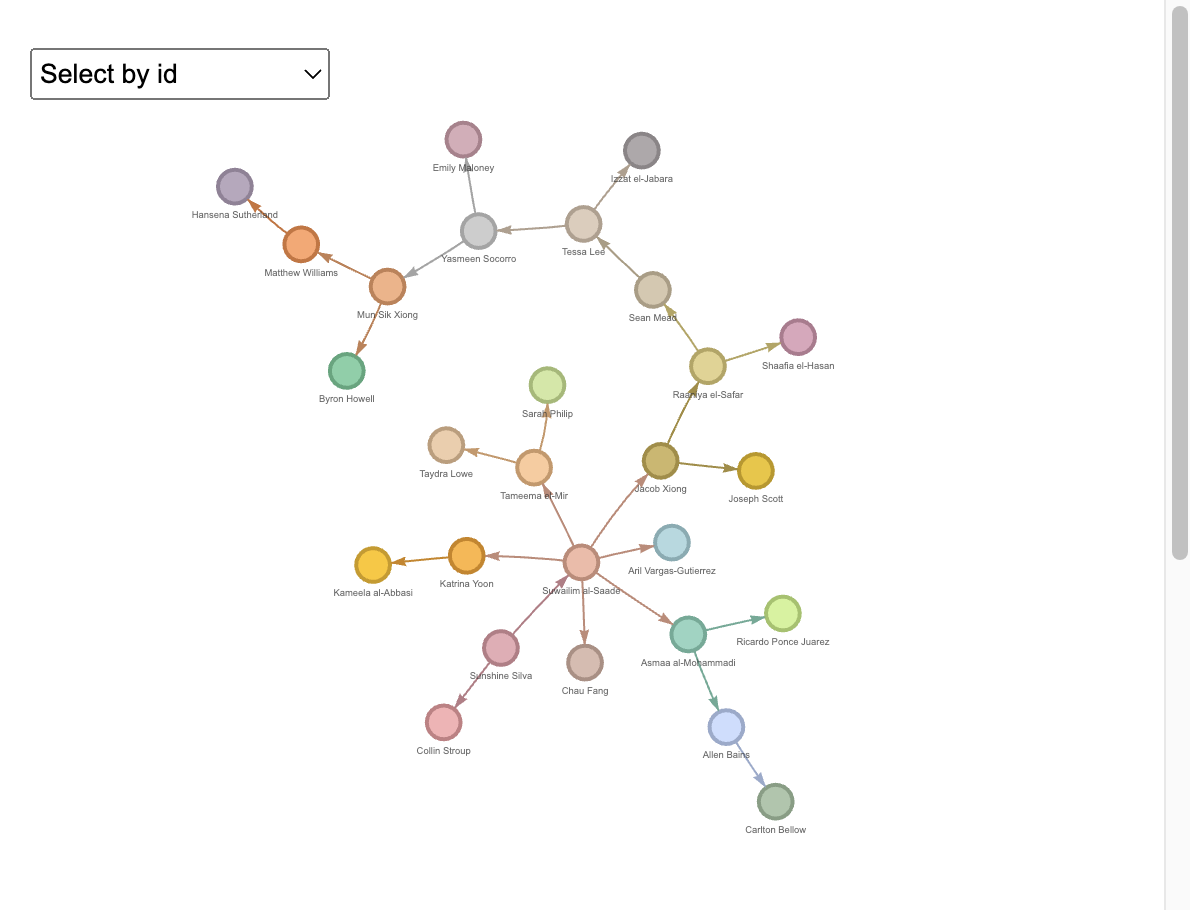 Select by id
Emily Maloney
Izzat el-Jabara
Hansena Sutherland
Tessa Lee
Yasmeen Socorro
Matthew Williams
Mun Sik Xiong
Sean Mead
Shaafia el-Hasan
Raaniya el-Safar
Byron Howell
Sarah Philip
Taydra Lowe
Jacob Xiong
Tameema el-Mir
Joseph Scott
Aril Vargas-Gutierrez
Katrina Yoon
Suwailim al-Saade
Kameela al-Abbasi
Ricardo Ponce Juarez
Asmaa al-Mohammadi
Sunshine Silva
Chau Fang
Collin Stroup
Allen Bains
Carlton Bellow